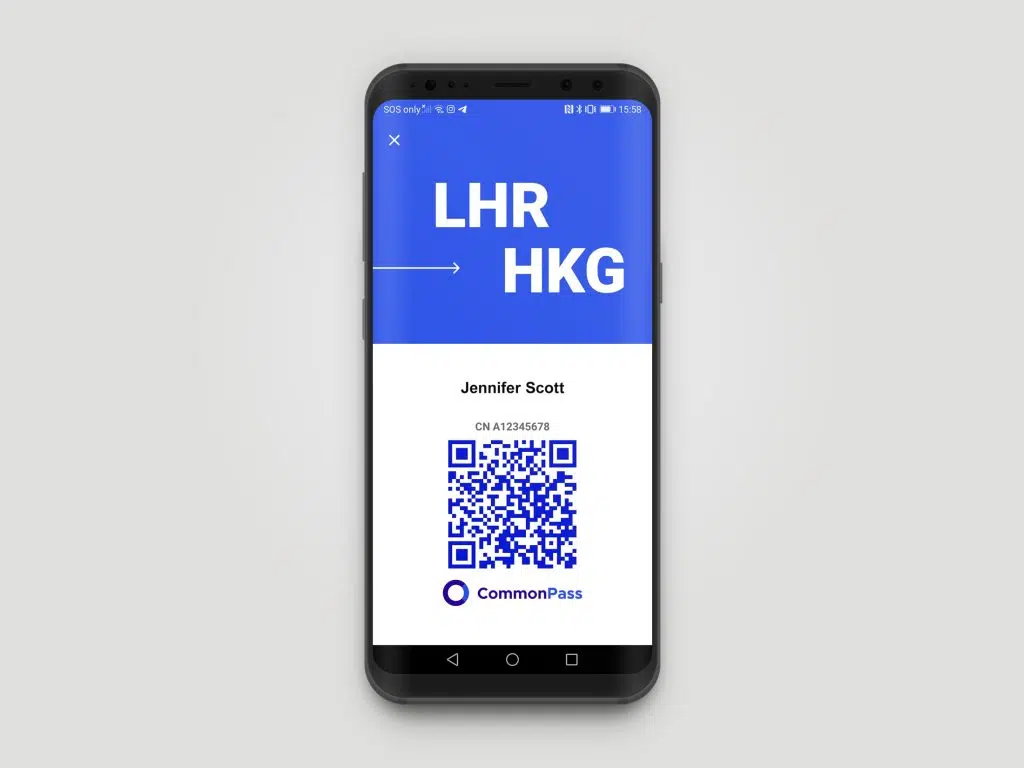 SOS only 15:58
LHR
HKG
Jennifer Scott
CN A12345678
CommonPass